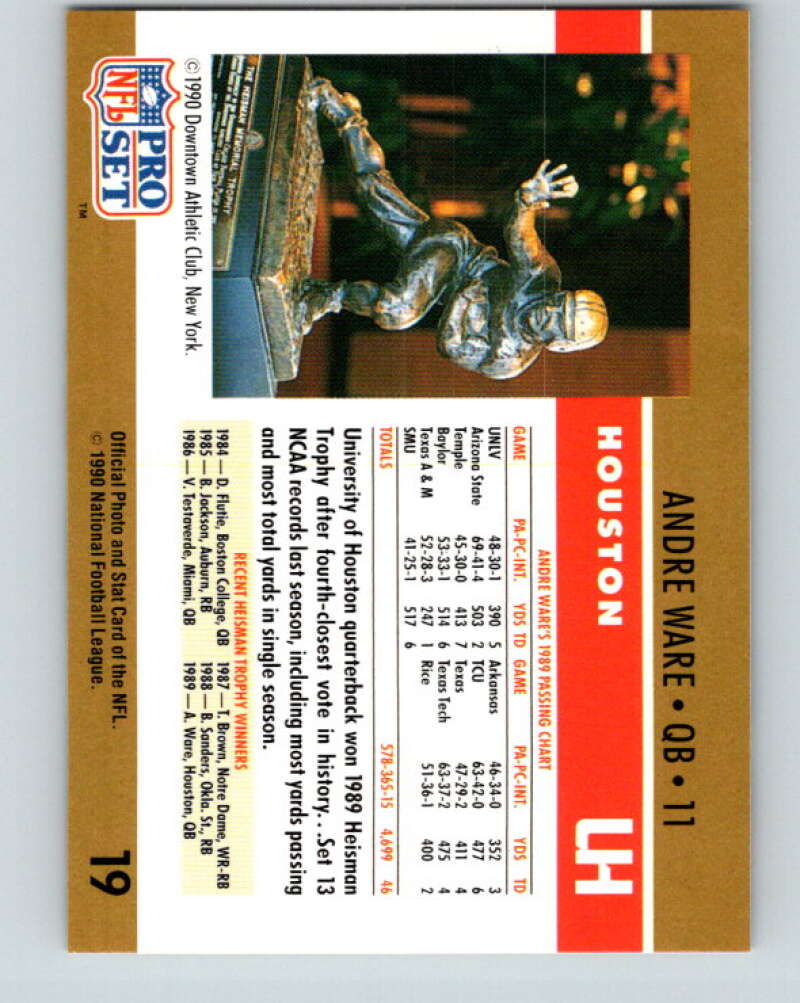 ANDRE WARE • QB • 11
HOUSTON
UH
THE HEISMAN MEMORIAL TROPHY
©1990 Downtown Athletic Club, New York.
ANDRE WARE'S 1989 PASSING CHART
GAME PA-PC-INT. YDS TD GAME PA-PC-INT. YDS TD
UNLV 48-30-1 390 5 Arkansas 46-34-0 352 3
Arizona State 69-41-4 503 2 TCU 63-42-0 477 6
Temple 45-30-0 413 7 Texas 47-29-2 411 4
Baylor 53-33-1 514 6 Texas Tech 63-37-2 475 4
Texas A & M 52-28-3 247 1 Rice 51-36-1 400 2
SMU 41-25-1 517 6
TOTALS 578-365-15 4,699 46
University of Houston quarterback won 1989 Heisman
Trophy after fourth-closest vote in history...Set 13
NCAA records last season, including most yards passing
and most total yards in single season.
RECENT HEISMAN TROPHY WINNERS
1984 — D. Flutie, Boston College, QB 1987 — T. Brown, Notre Dame, WR-RB
1985 — B. Jackson, Auburn, RB 1988 — B. Sanders, Okla. St., RB
1986 — V. Testaverde, Miami, QB 1989 — A. Ware, Houston, QB
NFL PRO SET ™
Official Photo and Stat Card of the NFL.
© 1990 National Football League.
19